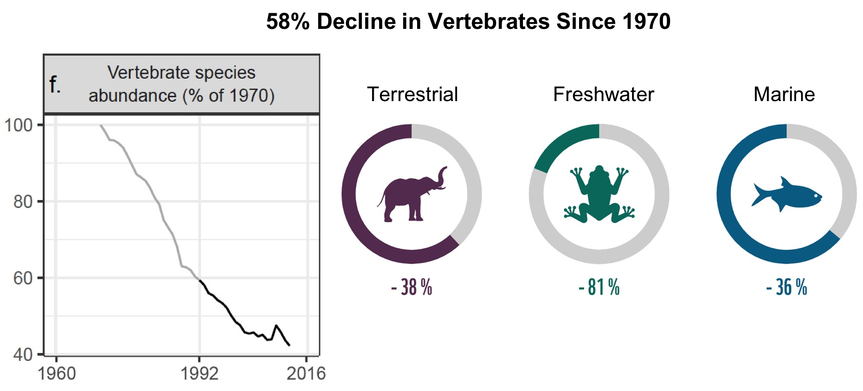 58% Decline in Vertebrates Since 1970
f.
Vertebrate species
abundance (% of 1970)
100
80
60
40
1960
1992
2016
Terrestrial
Freshwater
Marine
- 38 %
- 81 %
- 36 %